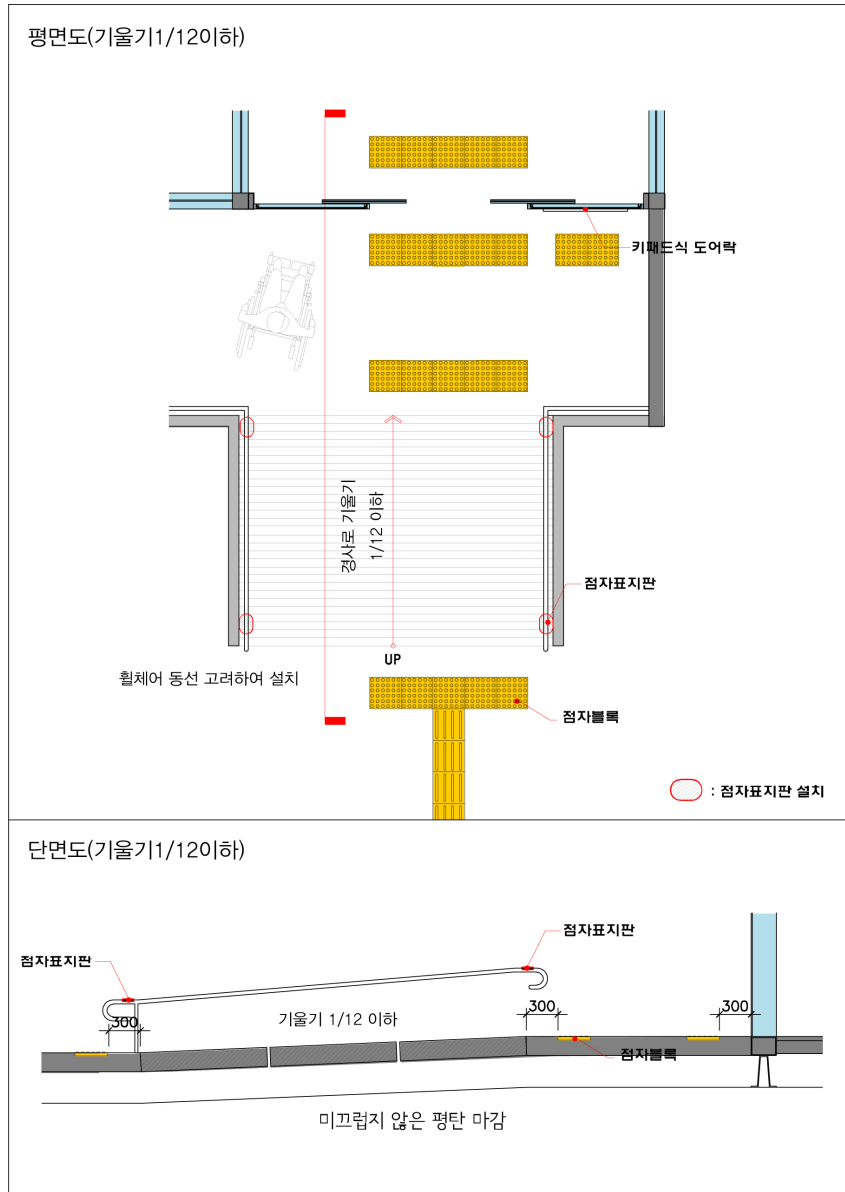 평면도(기울기1/12이하)
키패드식 도어락
경사로 기울기
1/12 이하
점자표지판
UP
휠체어 동선 고려하여 설치
점자블록
: 점자표지판 설치
단면도(기울기1/12이하)
점자표지판
점자표지판
300
300
300
기울기 1/12 이하
점자블록
미끄럽지 않은 평탄 마감